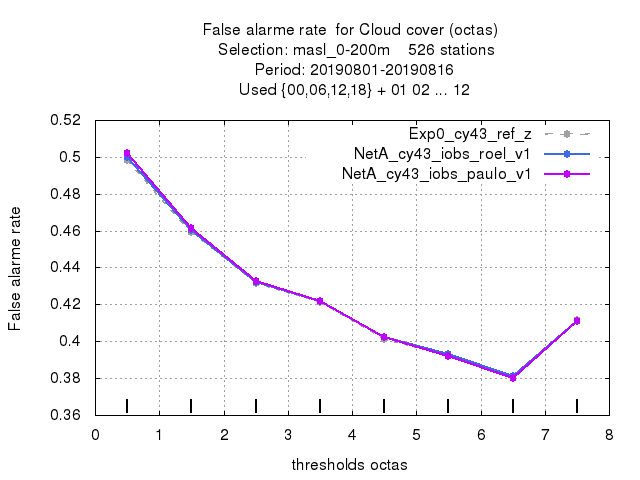 False alarme rate  for Cloud cover (octas)
Selection: masl_0-200m    526 stations
Period: 20190801-20190816
Used {00,06,12,18} + 01 02 ... 12
Exp0_cy43_ref_z
NetA_cy43_iobs_roel_v1
NetA_cy43_iobs_paulo_v1
0.52
0.5
0.48
0.46
0.44
0.42
0.4
0.38
0.36
False alarme rate
0 1 2 3 4 5 6 7 8
thresholds octas